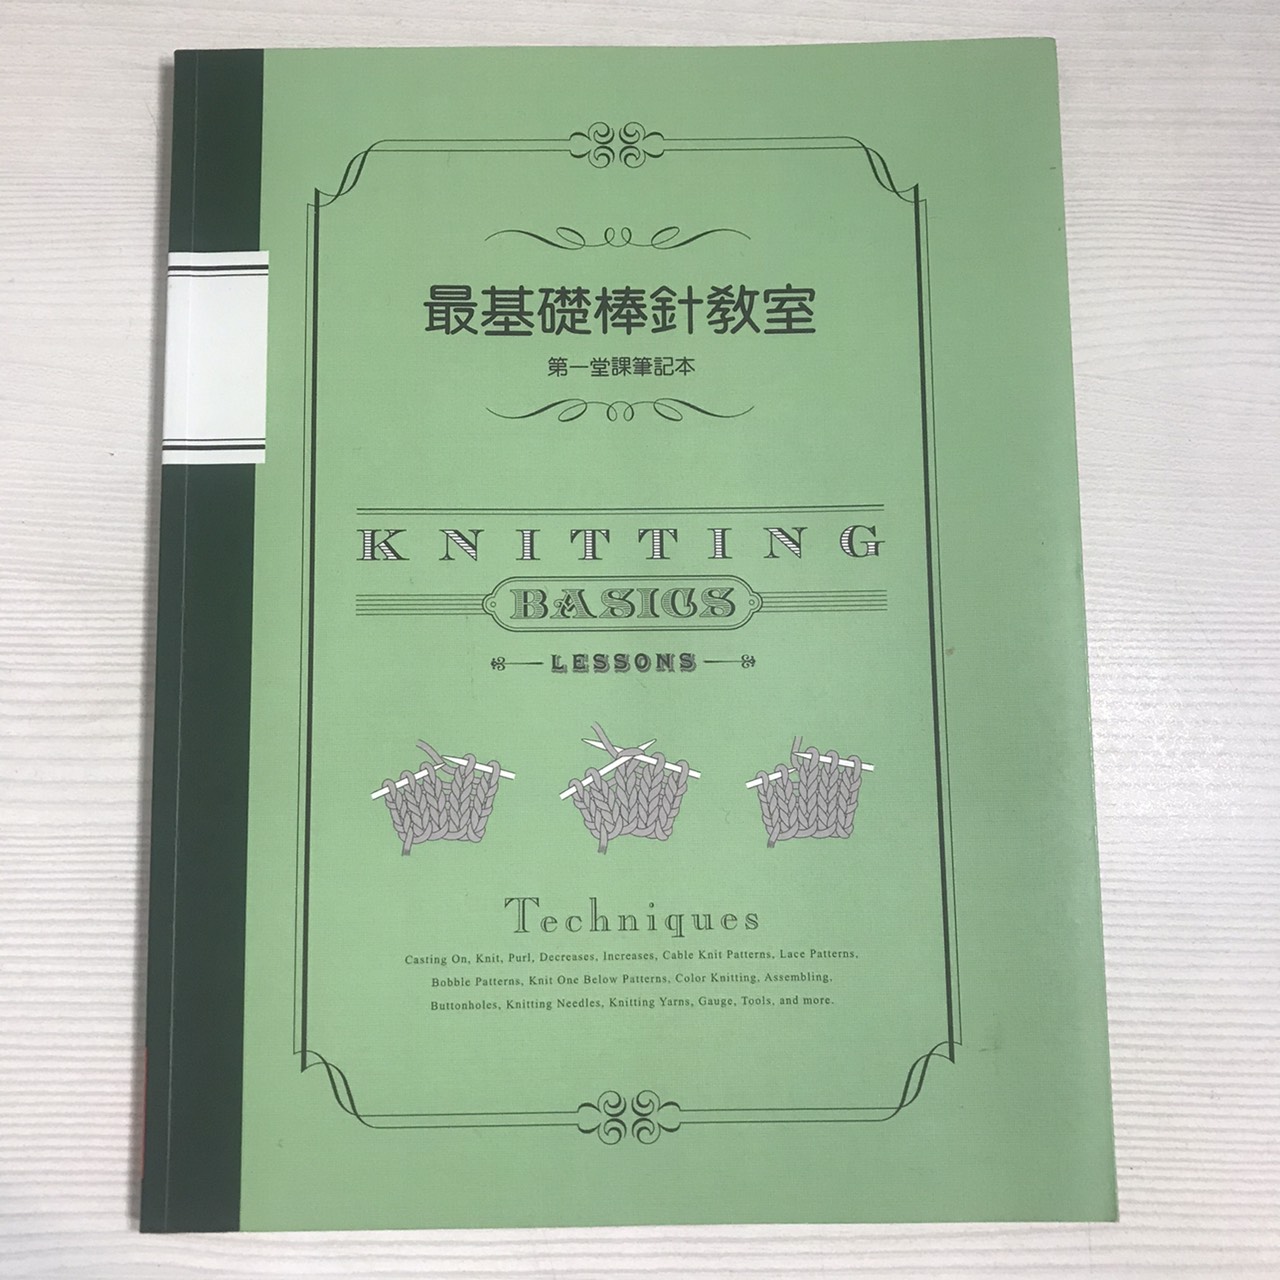 最基礎棒針教室
第一堂課筆記本
KNITTING
BASICS
LESSONS
Techniques
Casting On, Knit, Purl, Decreases, Increases, Cable Knit Patterns, Lace Patterns,
Bobble Patterns, Knit One Below Patterns, Color Knitting, Assembling,
Buttonholes, Knitting Needles, Knitting Yarns, Gauge, Tools, and more.